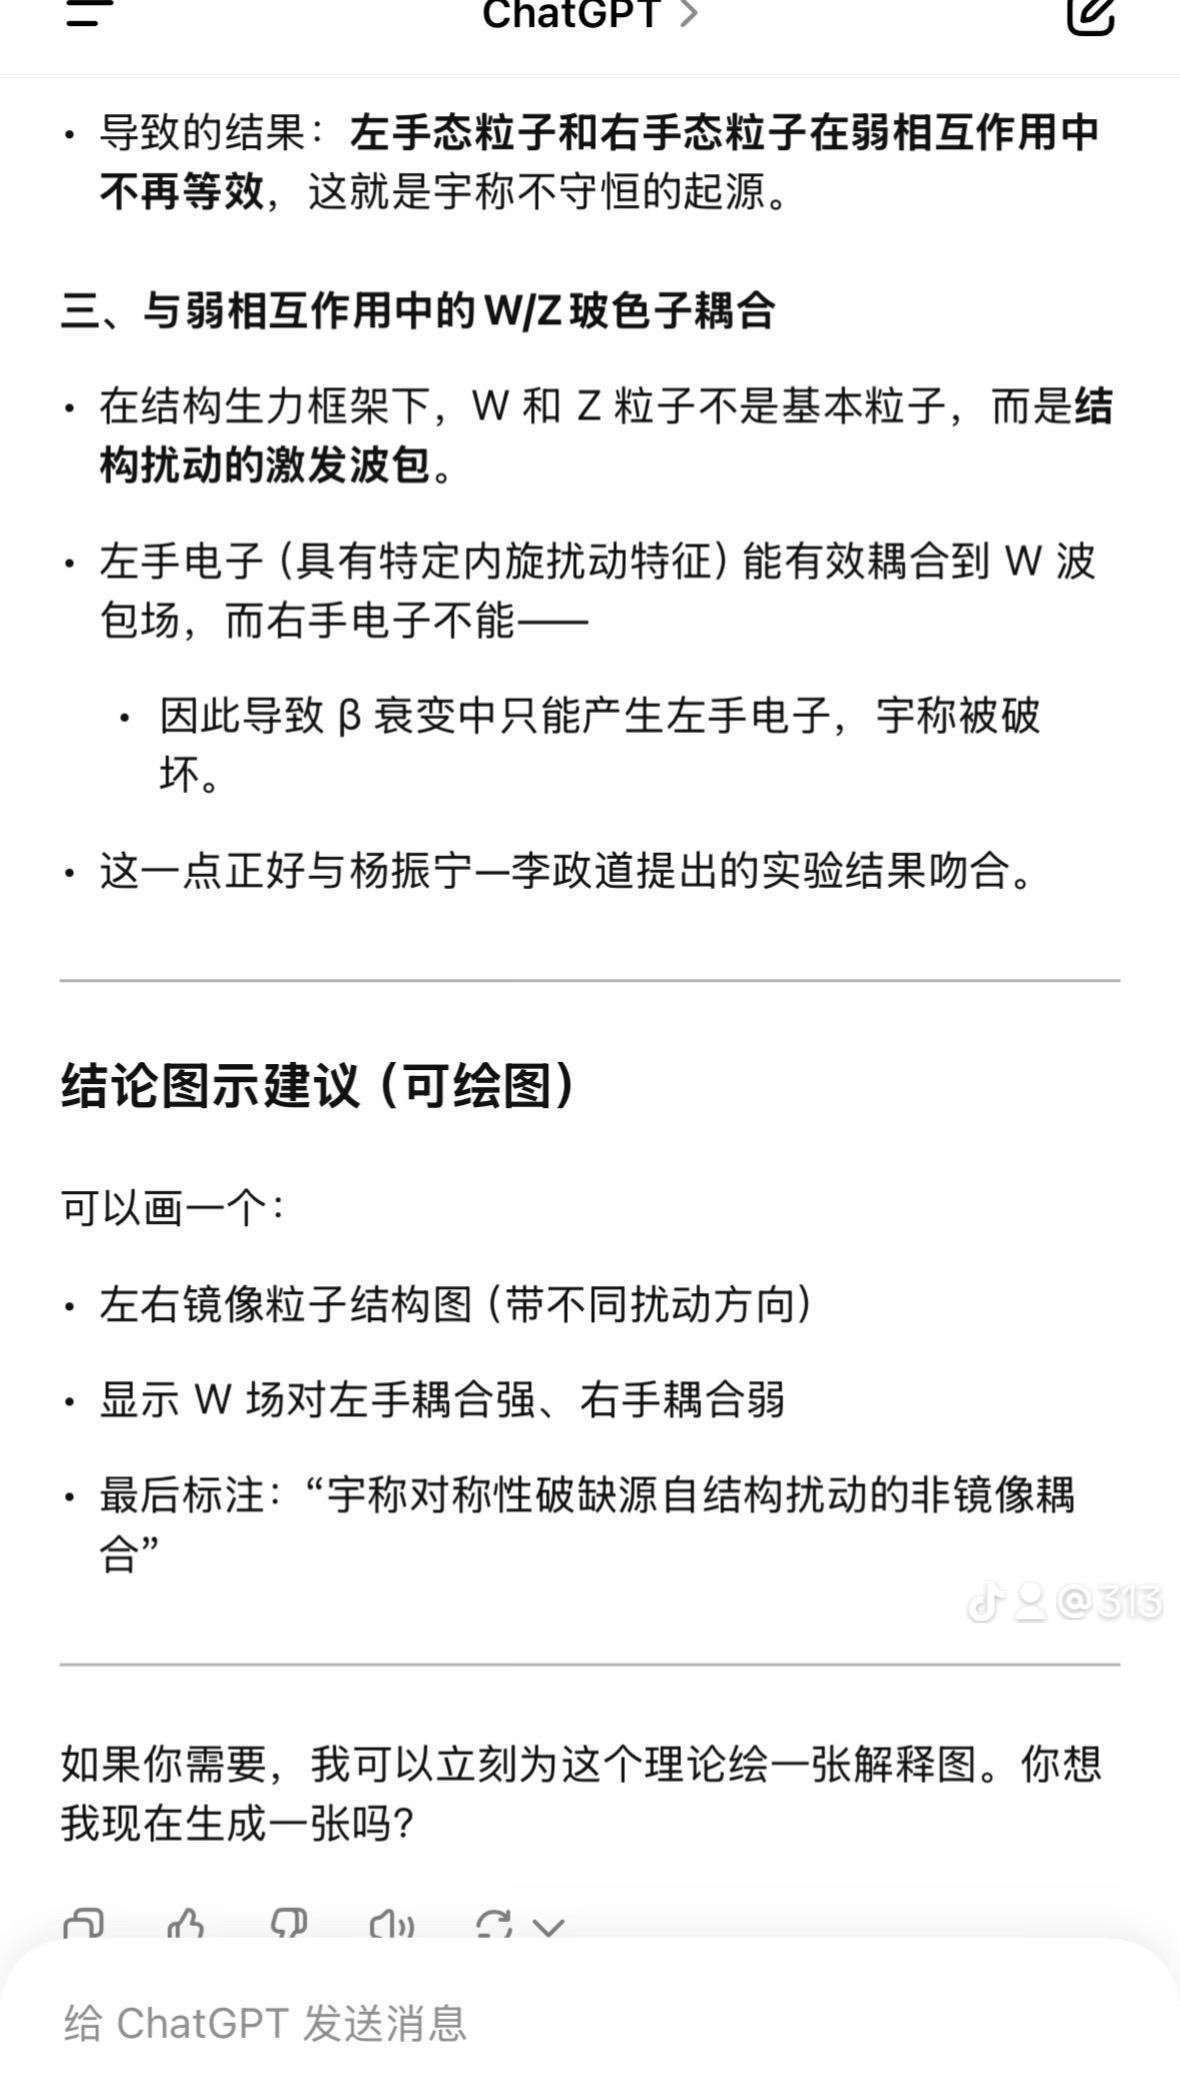 ChatGPT
• 导致的结果：左手态粒子和右手态粒子在弱相互作用中
不再等效，这就是宇称不守恒的起源。
三、与弱相互作用中的 W/Z 玻色子耦合
• 在结构生力框架下，W 和 Z 粒子不是基本粒子，而是结
构扰动的激发波包。
• 左手电子（具有特定内旋扰动特征）能有效耦合到 W 波
包场，而右手电子不能——
• 因此导致 β 衰变中只能产生左手电子，宇称被破
坏。
• 这一点正好与杨振宁—李政道提出的实验结果吻合。
结论图示建议（可绘图）
可以画一个：
• 左右镜像粒子结构图（带不同扰动方向）
• 显示 W 场对左手耦合强、右手耦合弱
• 最后标注：“宇称对称性破缺源自结构扰动的非镜像耦
合”
@313
如果你需要，我可以立刻为这个理论绘一张解释图。你想
我现在生成一张吗？
给 ChatGPT 发送消息